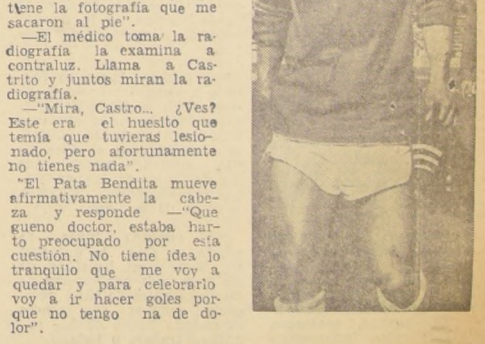 tiene la fotografía que me
sacaron al pie".
—El médico toma la ra-
diografía la examina a
contraluz. Llama a Cas-
trito y juntos miran la ra-
diografía.
—"Mira, Castro... ¿Ves?
Este era el huesito que
temía que tuvieras lesio-
nado, pero afortunamente
no tienes nada".
"El Pata Bendita mueve
afirmativamente la cabe-
za y responde —"Que
gueno doctor, estaba har-
to preocupado por esta
cuestión. No tiene idea lo
tranquilo que me voy a
quedar y para celebrarlo
voy a ir hacer goles por-
que no tengo na de do-
lor".